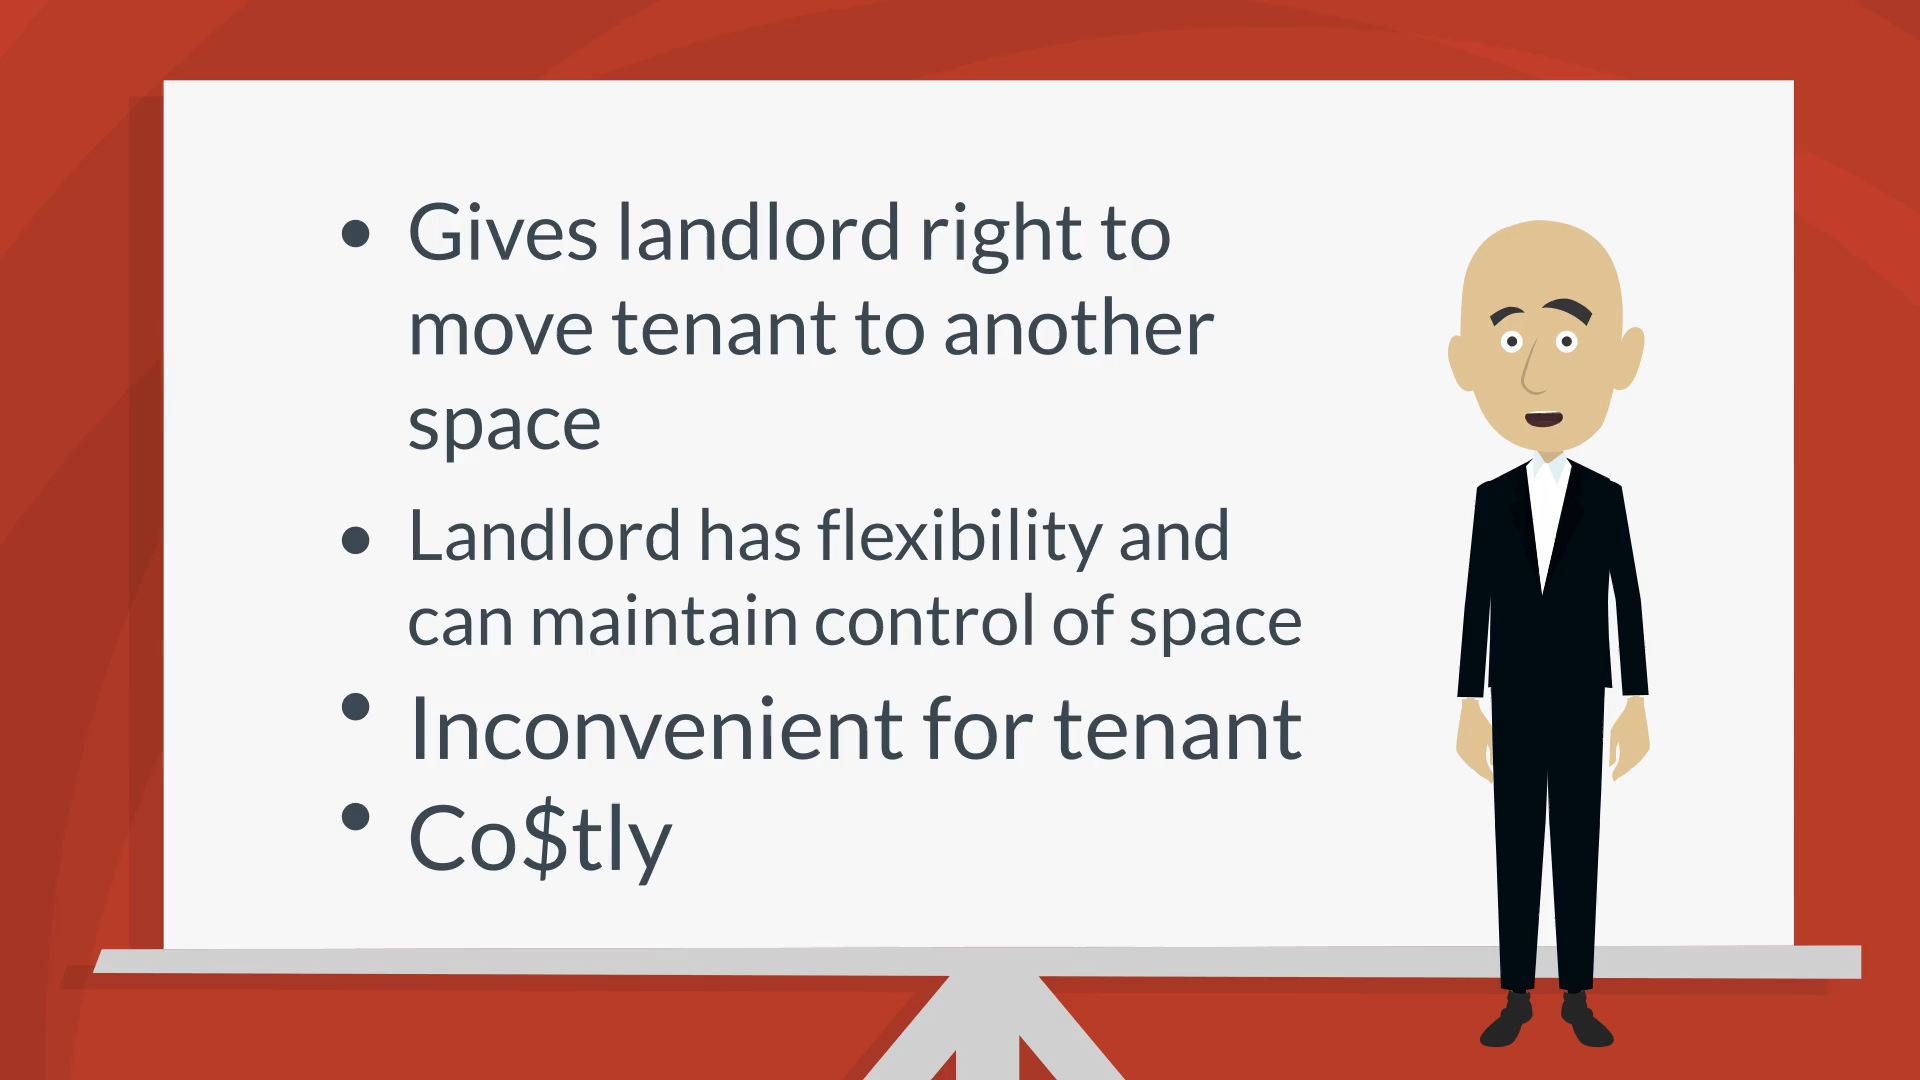 • Gives landlord right to
move tenant to another
space
• Landlord has flexibility and
can maintain control of space
• Inconvenient for tenant
• Co$tly